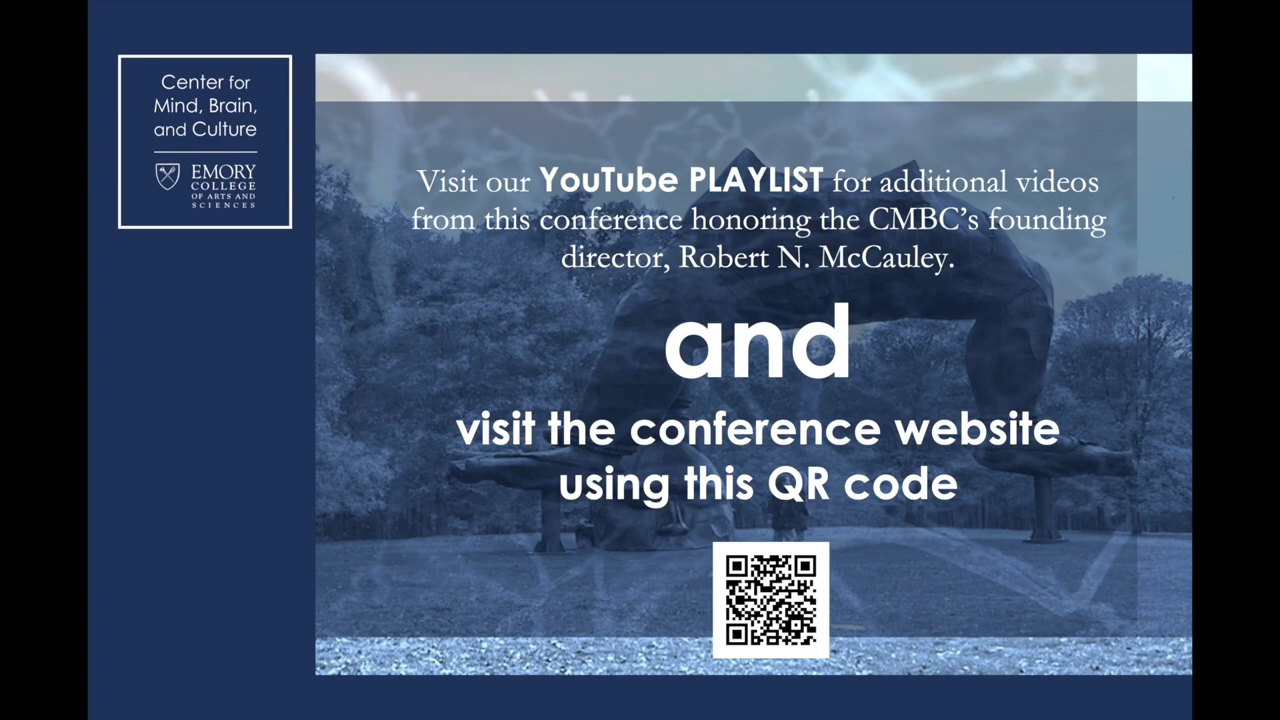 Center for
Mind, Brain,
and Culture
EMORY
COLLEGE
OF ARTS AND
SCIENCES
Visit our YouTube PLAYLIST for additional videos
from this conference honoring the CMBC’s founding
director, Robert N. McCauley.
and
visit the conference website
using this QR code